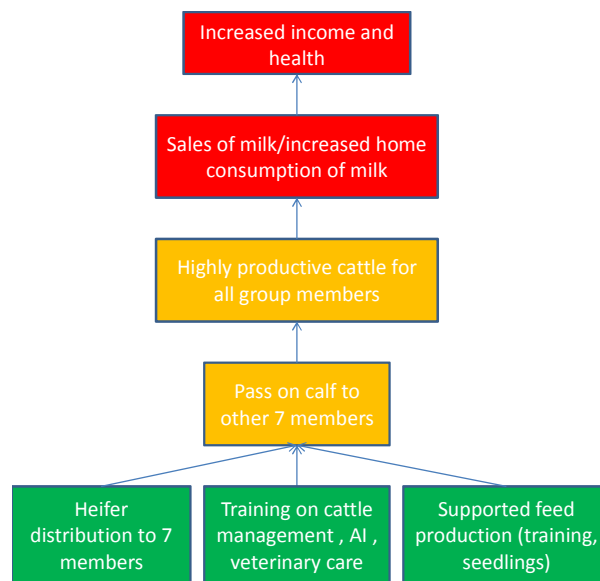 Increased income and
health
Sales of milk/increased home
consumption of milk
Highly productive cattle for
all group members
Pass on calf to
other 7 members
Heifer
distribution to 7
members
Training on cattle
management , AI ,
veterinary care
Supported feed
production (training,
seedlings)